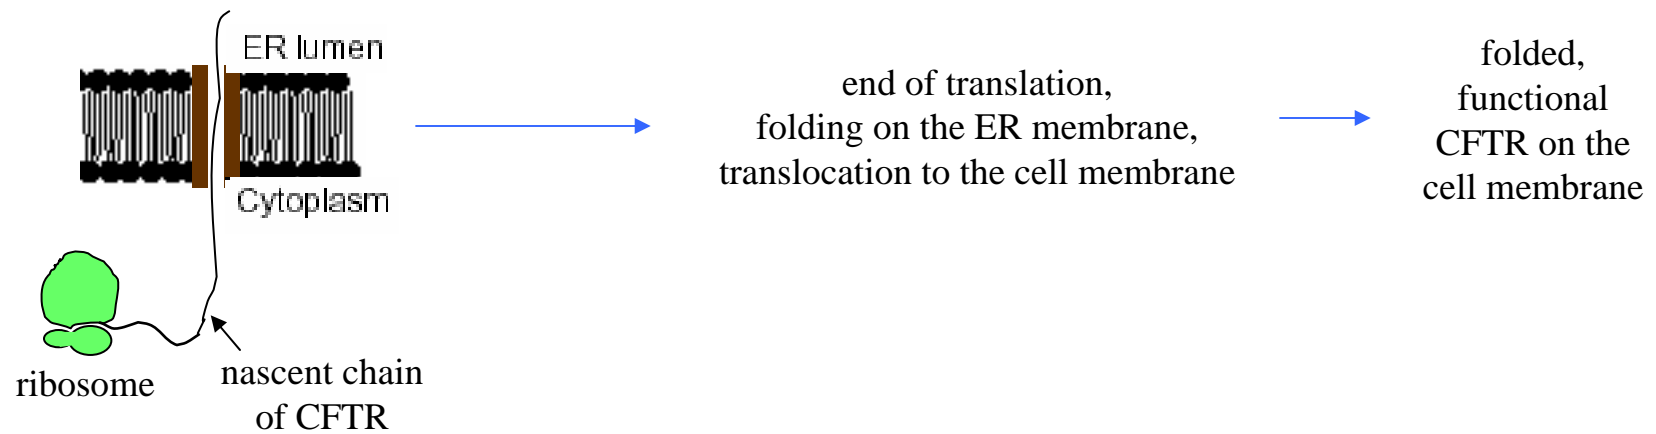 ER lumen
Cytoplasm
ribosome
nascent chain
of CFTR
end of translation,
folding on the ER membrane,
translocation to the cell membrane
folded,
functional
CFTR on the
cell membrane